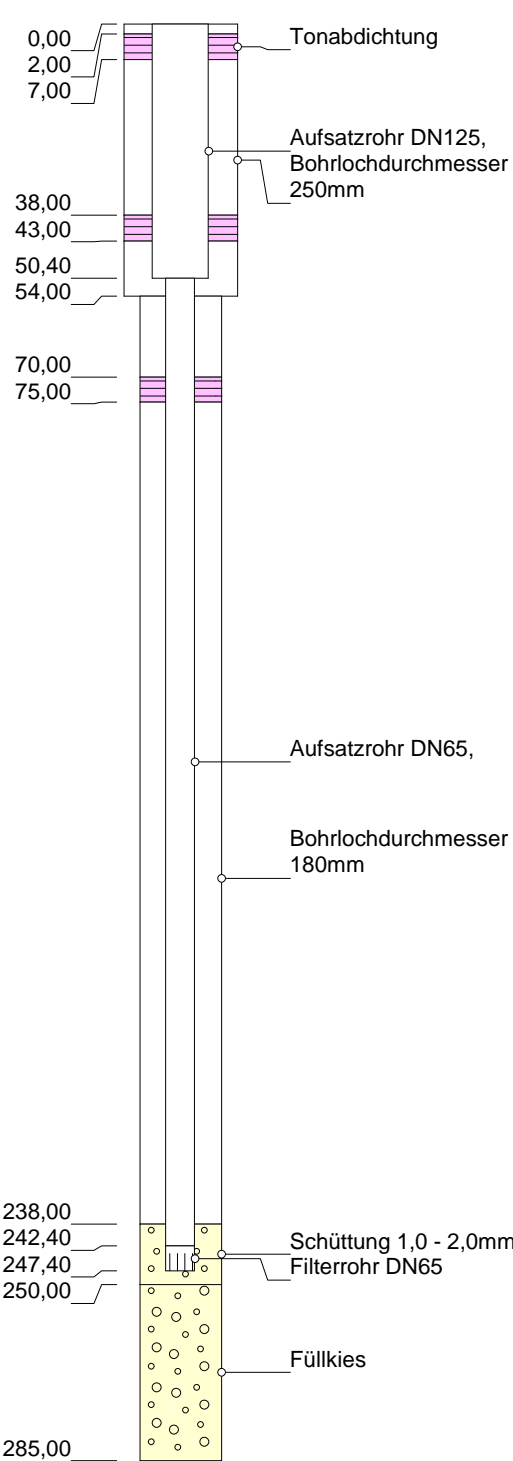 0,00
2,00
7,00
Tonabdichtung
Aufsatzrohr DN125,
Bohrlochdurchmesser
250mm
38,00
43,00
50,40
54,00
70,00
75,00
Aufsatzrohr DN65,
Bohrlochdurchmesser
180mm
238,00
242,40
247,40
250,00
Schüttung 1,0 - 2,0mm
Filterrohr DN65
Füllkies
285,00